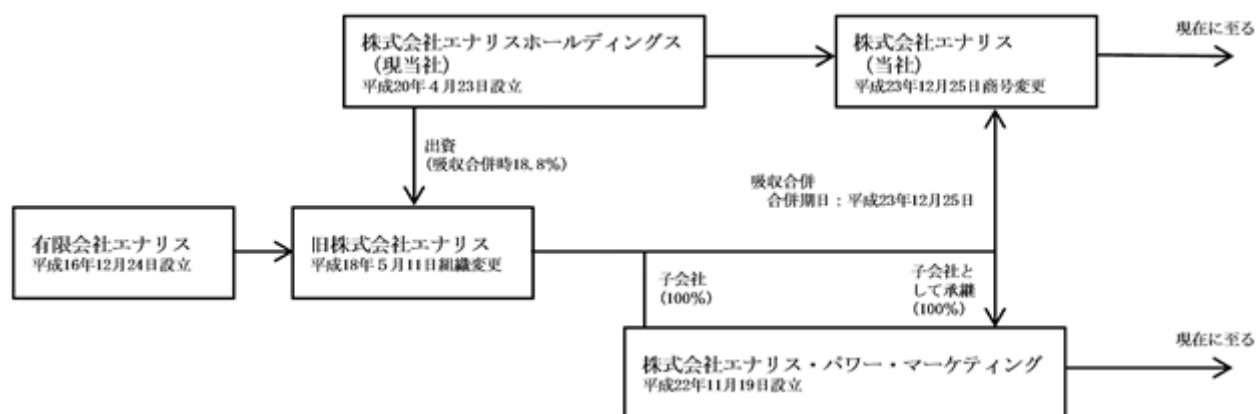 株式会社エナリスホールディングス
(現当社)
平成20年4月23日設立
株式会社エナリス
(当社)
平成23年12月25日商号変更
現在に至る
出資
(吸収合併時18.8%)
吸収合併
合併期日：平成23年12月25日
有限会社エナリス
平成16年12月24日設立
旧株式会社エナリス
平成18年5月11日組織変更
子会社
(100%)
子会社と
して承継
(100%)
株式会社エナリス・パワー・マーケティング
平成22年11月19日設立
現在に至る